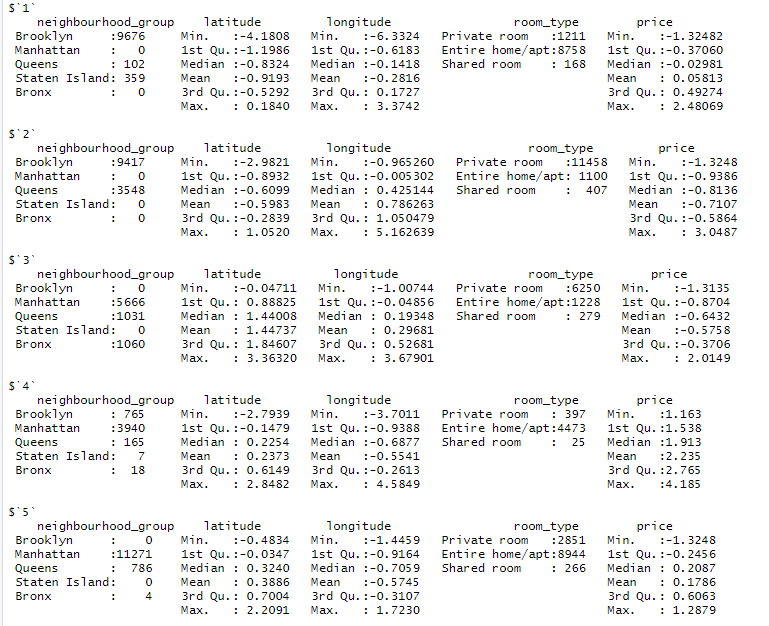 $`1`
neighbourhood_group latitude longitude room_type price
Brooklyn :9676 Min. :-4.1808 Min. :-6.3324 Private room :1211 Min. :-1.32482
Manhattan : 0 1st Qu.:-1.1986 1st Qu.:-0.6183 Entire home/apt:8758 1st Qu.:-0.37060
Queens : 102 Median :-0.8324 Median :-0.1418 Shared room : 168 Median :-0.02981
Staten Island: 359 Mean :-0.9193 Mean :-0.2816 Mean : 0.05813
Bronx : 0 3rd Qu.:-0.5292 3rd Qu.: 0.1727 3rd Qu.: 0.49274
Max. : 0.1840 Max. : 3.3742 Max. : 2.48069
$`2`
neighbourhood_group latitude longitude room_type price
Brooklyn :9417 Min. :-2.9821 Min. :-0.965260 Private room :11458 Min. :-1.3248
Manhattan : 0 1st Qu.:-0.8932 1st Qu.:-0.005302 Entire home/apt: 1100 1st Qu.:-0.9386
Queens :3548 Median :-0.6099 Median : 0.425144 Shared room : 407 Median :-0.8136
Staten Island: 0 Mean :-0.5983 Mean : 0.786263 Mean :-0.7107
Bronx : 0 3rd Qu.:-0.2839 3rd Qu.: 1.050479 3rd Qu.:-0.5864
Max. : 1.0520 Max. : 5.162639 Max. : 3.0487
$`3`
neighbourhood_group latitude longitude room_type price
Brooklyn : 0 Min. :-0.04711 Min. :-1.00744 Private room :6250 Min. :-1.3135
Manhattan :5666 1st Qu.: 0.88825 1st Qu.:-0.04856 Entire home/apt:1228 1st Qu.:-0.8704
Queens :1031 Median : 1.44008 Median : 0.19348 Shared room : 279 Median :-0.6432
Staten Island: 0 Mean : 1.44737 Mean : 0.29681 Mean :-0.5758
Bronx :1060 3rd Qu.: 1.84607 3rd Qu.: 0.52681 3rd Qu.:-0.3706
Max. : 3.36320 Max. : 3.67901 Max. : 2.0149
$`4`
neighbourhood_group latitude longitude room_type price
Brooklyn : 765 Min. :-2.7939 Min. :-3.7011 Private room : 397 Min. :1.163
Manhattan :3940 1st Qu.:-0.1479 1st Qu.:-0.9388 Entire home/apt:4473 1st Qu.:1.538
Queens : 165 Median : 0.2254 Median :-0.6877 Shared room : 25 Median :1.913
Staten Island: 7 Mean : 0.2373 Mean :-0.5541 Mean :2.235
Bronx : 18 3rd Qu.: 0.6149 3rd Qu.:-0.2613 3rd Qu.:2.765
Max. : 2.8482 Max. : 4.5849 Max. :4.185
$`5`
neighbourhood_group latitude longitude room_type price
Brooklyn : 0 Min. :-0.4834 Min. :-1.4459 Private room :2851 Min. :-1.3248
Manhattan :11271 1st Qu.:-0.0347 1st Qu.:-0.9164 Entire home/apt:8944 1st Qu.:-0.2456
Queens : 786 Median : 0.3240 Median :-0.7059 Shared room : 266 Median : 0.2087
Staten Island: 0 Mean : 0.3886 Mean :-0.5745 Mean : 0.1786
Bronx : 4 3rd Qu.: 0.7004 3rd Qu.:-0.3107 3rd Qu.: 0.6063
Max. : 2.2091 Max. : 1.7230 Max. : 1.2879